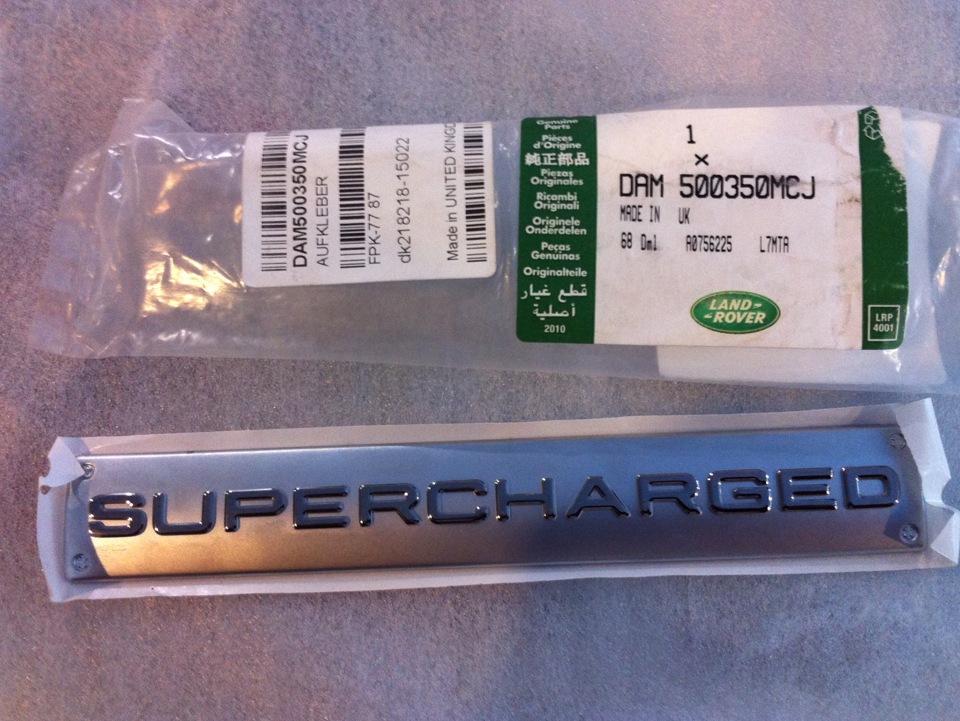 DAM500350MCJ
AUFKLEBER
FPK-77 87
dk218218-15022
Made in UNITED KINGD
Genuine
Parts
Pièces
d'Origine
純正部品
Piezas
Originales
Ricambi
Originali
Originele
Onderdelen
Peças
Genuinas
Originalteile
قطع غيار
أصلية
2010
1
x
DAM 500350MCJ
MADE IN UK
68 Dml A0756225 L7MTA
LAND-
-ROVER
LRP
4001
SUPERCHARGED